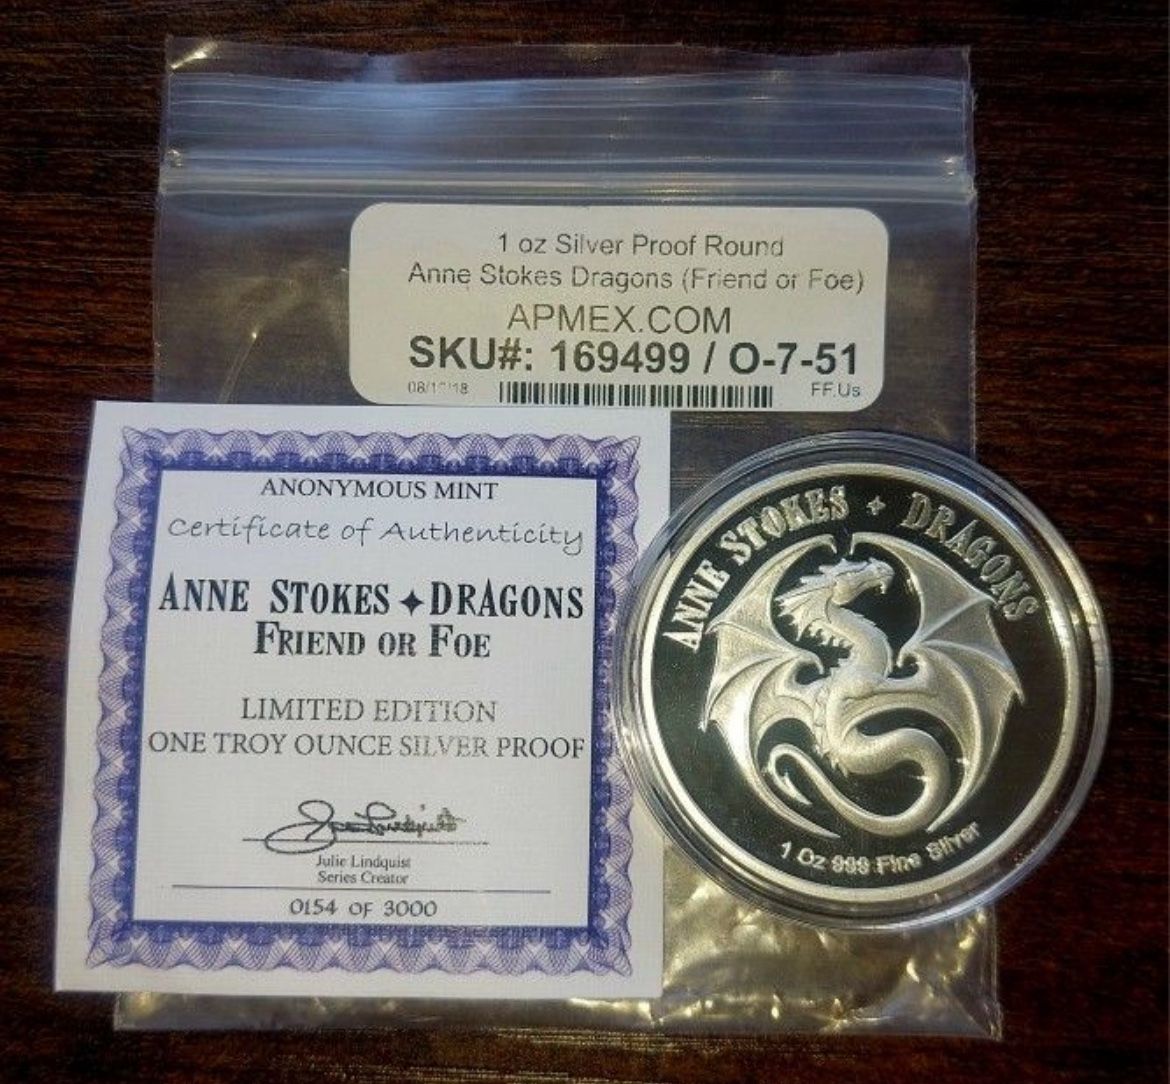 1 oz Silver Proof Round
Anne Stokes Dragons (Friend or Foe)
APMEX.COM
SKU#: 169499 / O-7-51
FF.Us
ANONYMOUS MINT
Certificate of Authenticity
ANNE STOKES ✦ DRAGONS
FRIEND OR FOE
LIMITED EDITION
ONE TROY OUNCE SILVER PROOF
Julie Lindquist
Series Creator
0154 OF 3000
ANNE STOKES ✦ DRAGONS
1 Oz 999 Fine Silver